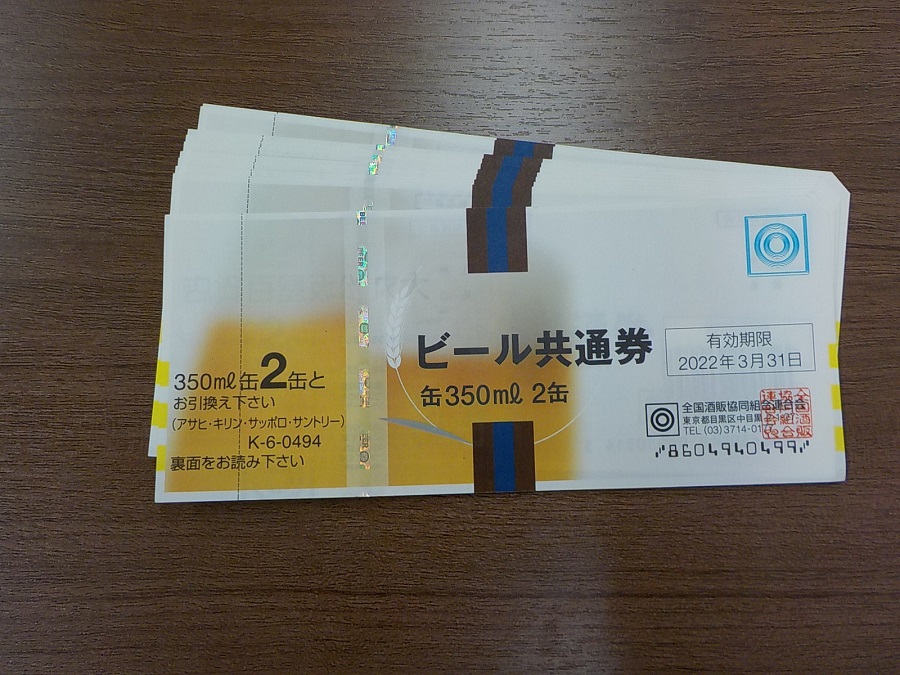 350ml缶2缶と
お引換え下さい
(アサヒ・キリン・サッポロ・サントリー)
K-6-0494
裏面をお読み下さい
ビール共通券
缶350ml 2缶
有効期限
2022年3月31日
全国酒販協同組合連合会
東京都目黒区中目黒
TEL (03)3714-01
8604940499